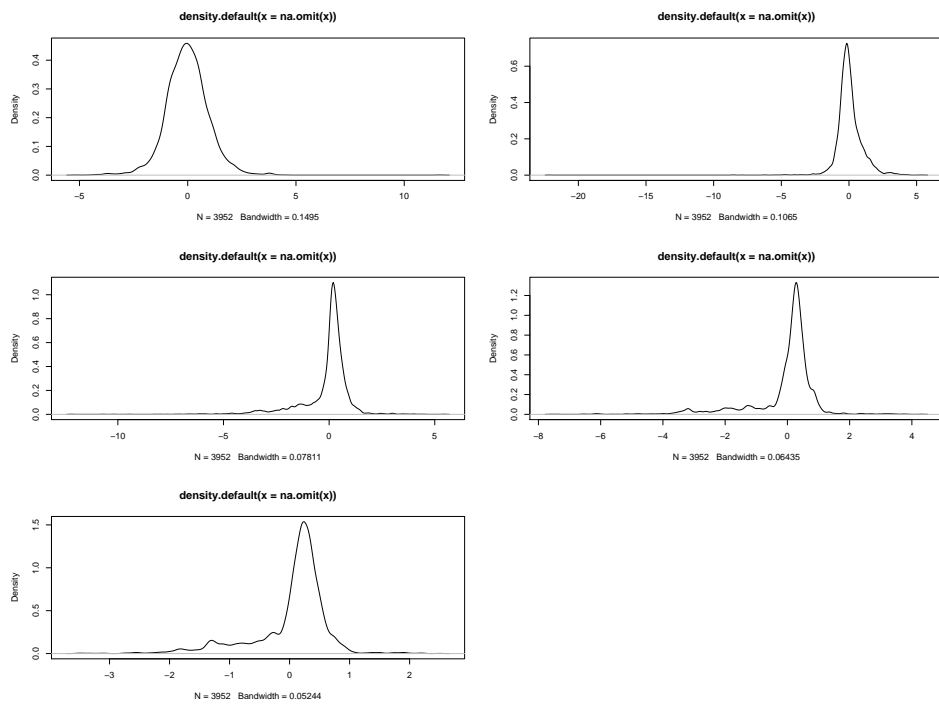 density.default(x = na.omit(x))
Density
0.0 0.1 0.2 0.3 0.4
−5 0 5 10
N = 3952 Bandwidth = 0.1495
density.default(x = na.omit(x))
Density
0.0 0.2 0.4 0.6
−20 −15 −10 −5 0 5
N = 3952 Bandwidth = 0.1065
density.default(x = na.omit(x))
Density
0.0 0.2 0.4 0.6 0.8 1.0
−10 −5 0 5
N = 3952 Bandwidth = 0.07811
density.default(x = na.omit(x))
Density
0.0 0.2 0.4 0.6 0.8 1.0 1.2
−8 −6 −4 −2 0 2 4
N = 3952 Bandwidth = 0.06435
density.default(x = na.omit(x))
Density
0.0 0.5 1.0 1.5
−3 −2 −1 0 1 2
N = 3952 Bandwidth = 0.05244